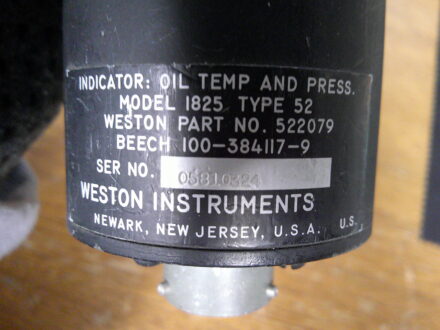 INDICATOR: OIL TEMP AND PRESS.
MODEL 1825 TYPE 52
WESTON PART NO. 522079
BEECH 100-384117-9
SER NO. 05810324
WESTON INSTRUMENTS
NEWARK, NEW JERSEY, U.S.A. U.S.